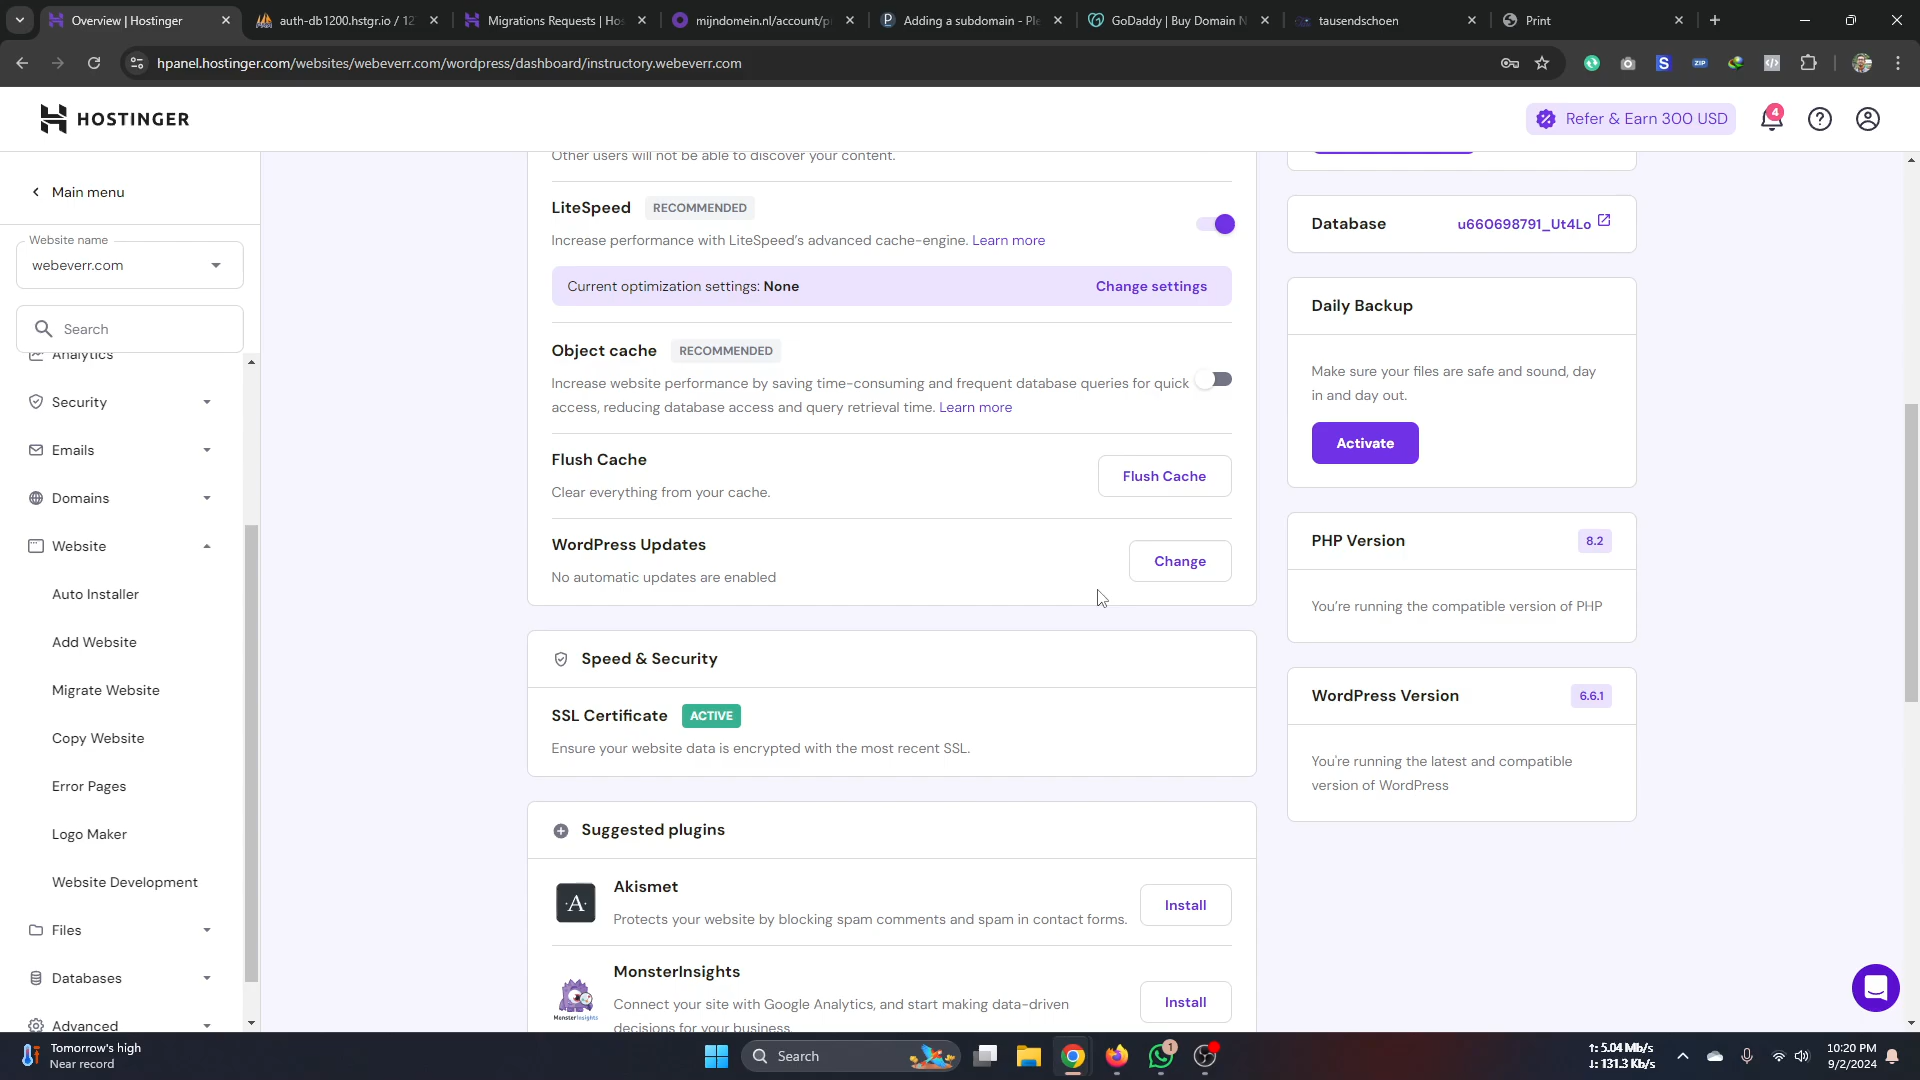 Overview | Hostinger
auth-db1200.hstgr.io / 12
Migrations Requests | Hos
mijndomein.nl/account/pi
Adding a subdomain - Ple
GoDaddy | Buy Domain N
tausendschoen
Print
hpanel.hostinger.com/websites/webeverr.com/wordpress/dashboard/instructory.webeverr.com
HOSTINGER
Refer & Earn 300 USD
4
Main menu
Website name
webeverr.com
Search
Analytics
Security
Emails
Domains
Website
Auto Installer
Add Website
Migrate Website
Copy Website
Error Pages
Logo Maker
Website Development
Files
Databases
Advanced
Other users will not be able to discover your content.
LiteSpeed RECOMMENDED
Increase performance with LiteSpeed's advanced cache-engine. Learn more
Current optimization settings: None
Change settings
Object cache RECOMMENDED
Increase website performance by saving time-consuming and frequent database queries for quick
access, reducing database access and query retrieval time. Learn more
Flush Cache
Clear everything from your cache.
Flush Cache
WordPress Updates
No automatic updates are enabled
Change
Speed & Security
SSL Certificate ACTIVE
Ensure your website data is encrypted with the most recent SSL.
Suggested plugins
A
Akismet
Protects your website by blocking spam comments and spam in contact forms.
Install
MonsterInsights
MonsterInsights
Connect your site with Google Analytics, and start making data-driven
decisions for your business.
Install
Database
u660698791_Ut4Lo
Daily Backup
Make sure your files are safe and sound, day
in and day out.
Activate
PHP Version
8.2
You're running the compatible version of PHP
WordPress Version
6.6.1
You're running the latest and compatible
version of WordPress
Tomorrow's high
Near record
Search
1
↑: 5.04 Mb/s
↓: 131.3 Kb/s
10:20 PM
9/2/2024